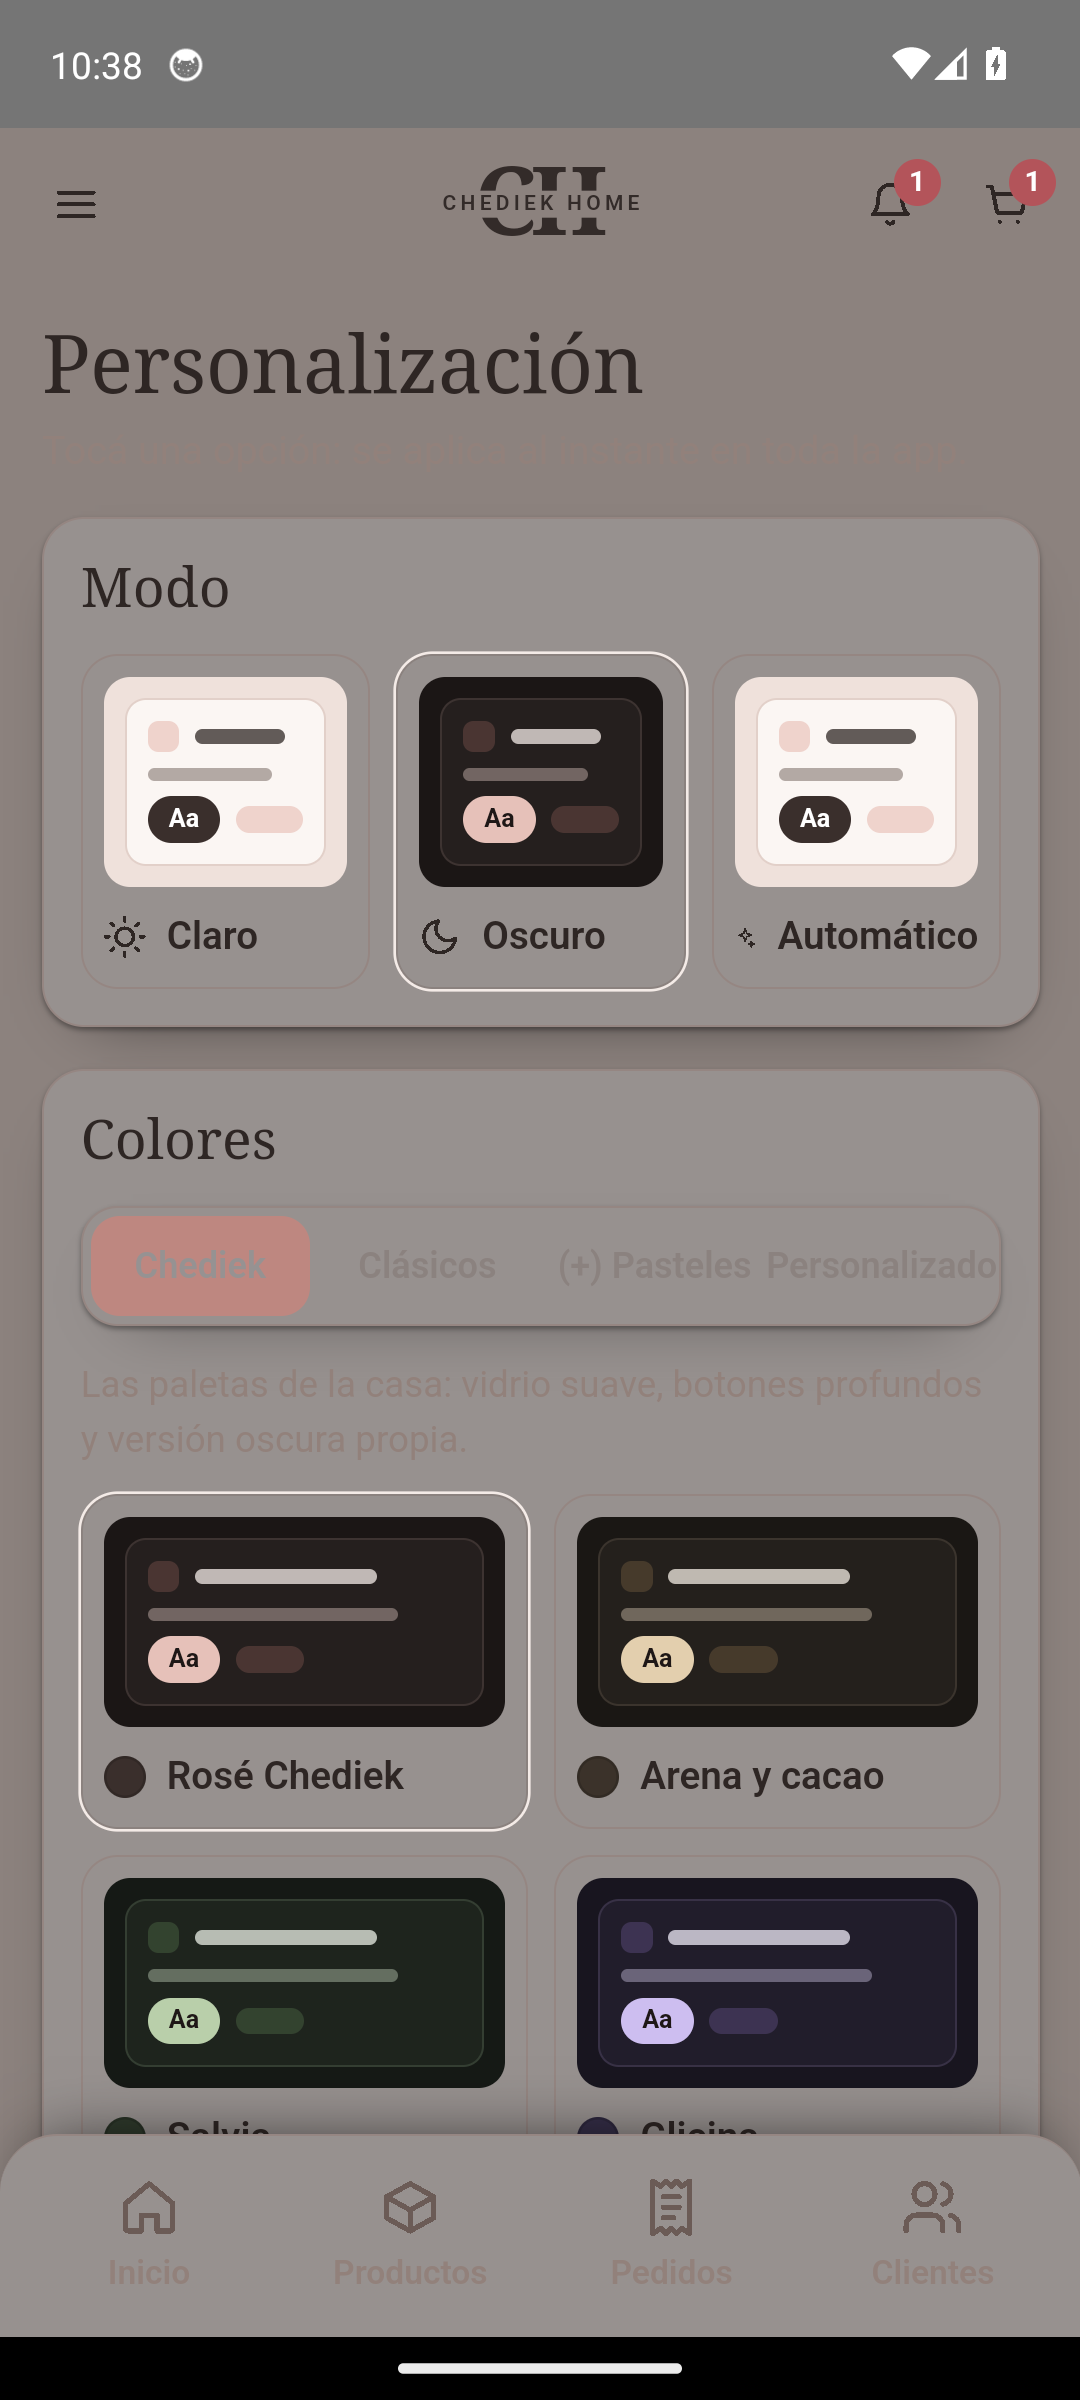 10:38
CH
CHEDIEK HOME
1
1
Personalización
Modo
Aa
Aa
Aa
Claro
Oscuro
Automático
Colores
Chediek
Clásicos
(+) Pasteles
Personalizado
Las paletas de la casa: vidrio suave, botones profundos
y versión oscura propia.
Aa
Aa
Rosé Chediek
Arena y cacao
Aa
Aa
Inicio
Productos
Pedidos
Clientes